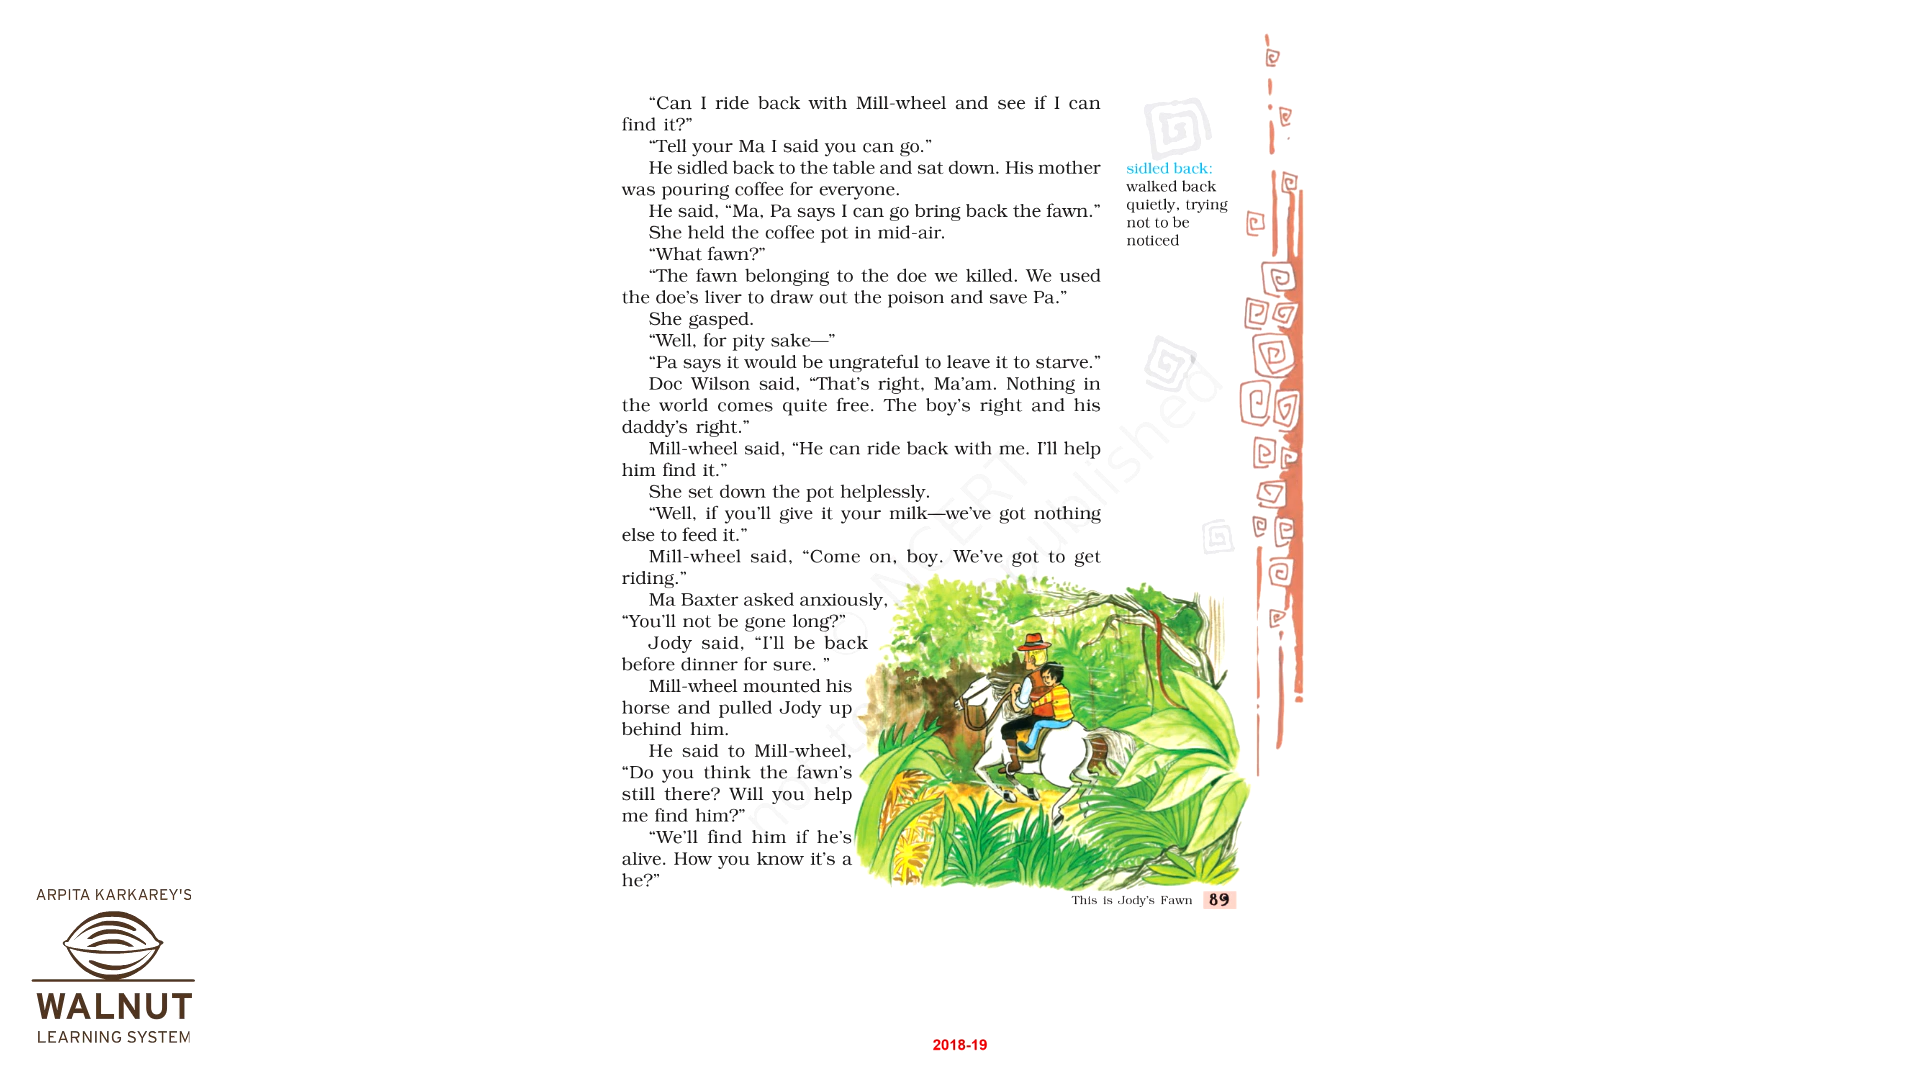 “Can I ride back with Mill-wheel and see if I can
find it?”
“Tell your Ma I said you can go.”
He sidled back to the table and sat down. His mother
was pouring coffee for everyone.
He said, “Ma, Pa says I can go bring back the fawn.”
She held the coffee pot in mid-air.
“What fawn?”
“The fawn belonging to the doe we killed. We used
the doe’s liver to draw out the poison and save Pa.”
She gasped.
“Well, for pity sake—”
“Pa says it would be ungrateful to leave it to starve.”
Doc Wilson said, “That’s right, Ma’am. Nothing in
the world comes quite free. The boy’s right and his
daddy’s right.”
Mill-wheel said, “He can ride back with me. I’ll help
him find it.”
She set down the pot helplessly.
“Well, if you’ll give it your milk—we’ve got nothing
else to feed it.”
Mill-wheel said, “Come on, boy. We’ve got to get
riding.”
Ma Baxter asked anxiously,
“You’ll not be gone long?”
Jody said, “I’ll be back
before dinner for sure. ”
Mill-wheel mounted his
horse and pulled Jody up
behind him.
He said to Mill-wheel,
“Do you think the fawn’s
still there? Will you help
me find him?”
“We’ll find him if he’s
alive. How you know it’s a
he?”
sidled back:
walked back
quietly, trying
not to be
noticed
This is Jody’s Fawn 89
ARPITA KARKAREY'S
WALNUT
LEARNING SYSTEM
2018-19